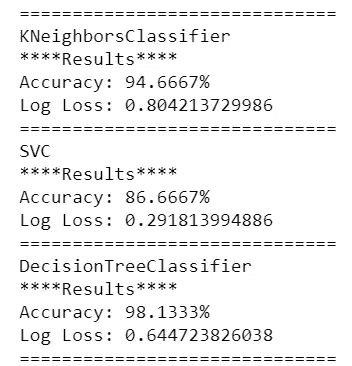 ==============================
KNeighborsClassifier
****Results****
Accuracy: 94.6667%
Log Loss: 0.804213729986
==============================
SVC
****Results****
Accuracy: 86.6667%
Log Loss: 0.291813994886
==============================
DecisionTreeClassifier
****Results****
Accuracy: 98.1333%
Log Loss: 0.644723826038
==============================